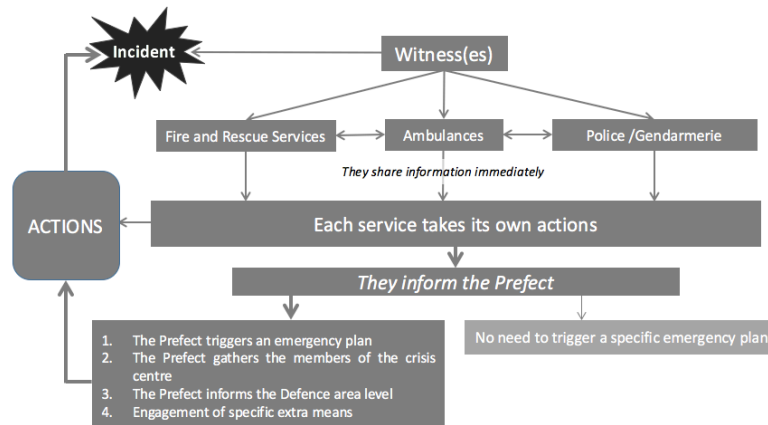 Incident
Witness(es)
Fire and Rescue Services
Ambulances
Police /Gendarmerie
They share information immediately
ACTIONS
Each service takes its own actions
They inform the Prefect
1. The Prefect triggers an emergency plan
2. The Prefect gathers the members of the crisis
centre
3. The Prefect informs the Defence area level
4. Engagement of specific extra means
No need to trigger a specific emergency plan